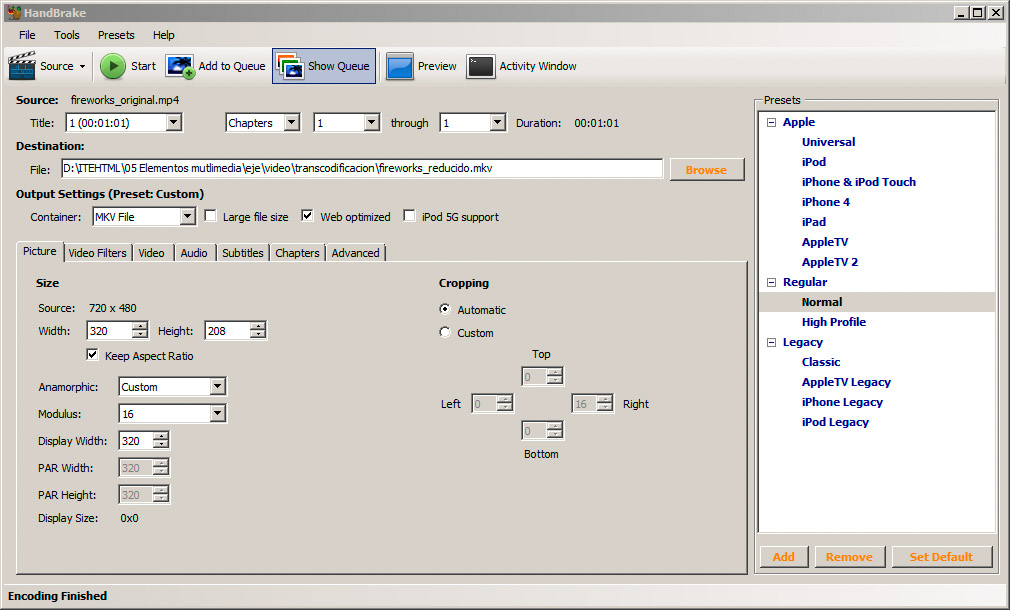 HandBrake
File Tools Presets Help
Source Start Add to Queue Show Queue Preview Activity Window
Source: fireworks_original.mp4
Title: 1 (00:01:01) Chapters 1 through 1 Duration: 00:01:01
Destination:
File: D:\ITEHTML\05 Elementos mutlimedia\eje\video\transcodificacion\fireworks_reducido.mkv Browse
Output Settings (Preset: Custom)
Container: MKV File Large file size Web optimized iPod 5G support
Picture Video Filters Video Audio Subtitles Chapters Advanced
Size
Source: 720 x 480
Width: 320 Height: 208
Keep Aspect Ratio
Anamorphic: Custom
Modulus: 16
Display Width: 320
PAR Width: 320
PAR Height: 320
Display Size: 0x0
Cropping
Automatic
Custom
Top
0
Left 0 16 Right
0
Bottom
Presets
Apple
Universal
iPod
iPhone & iPod Touch
iPhone 4
iPad
AppleTV
AppleTV 2
Regular
Normal
High Profile
Legacy
Classic
AppleTV Legacy
iPhone Legacy
iPod Legacy
Add Remove Set Default
Encoding Finished